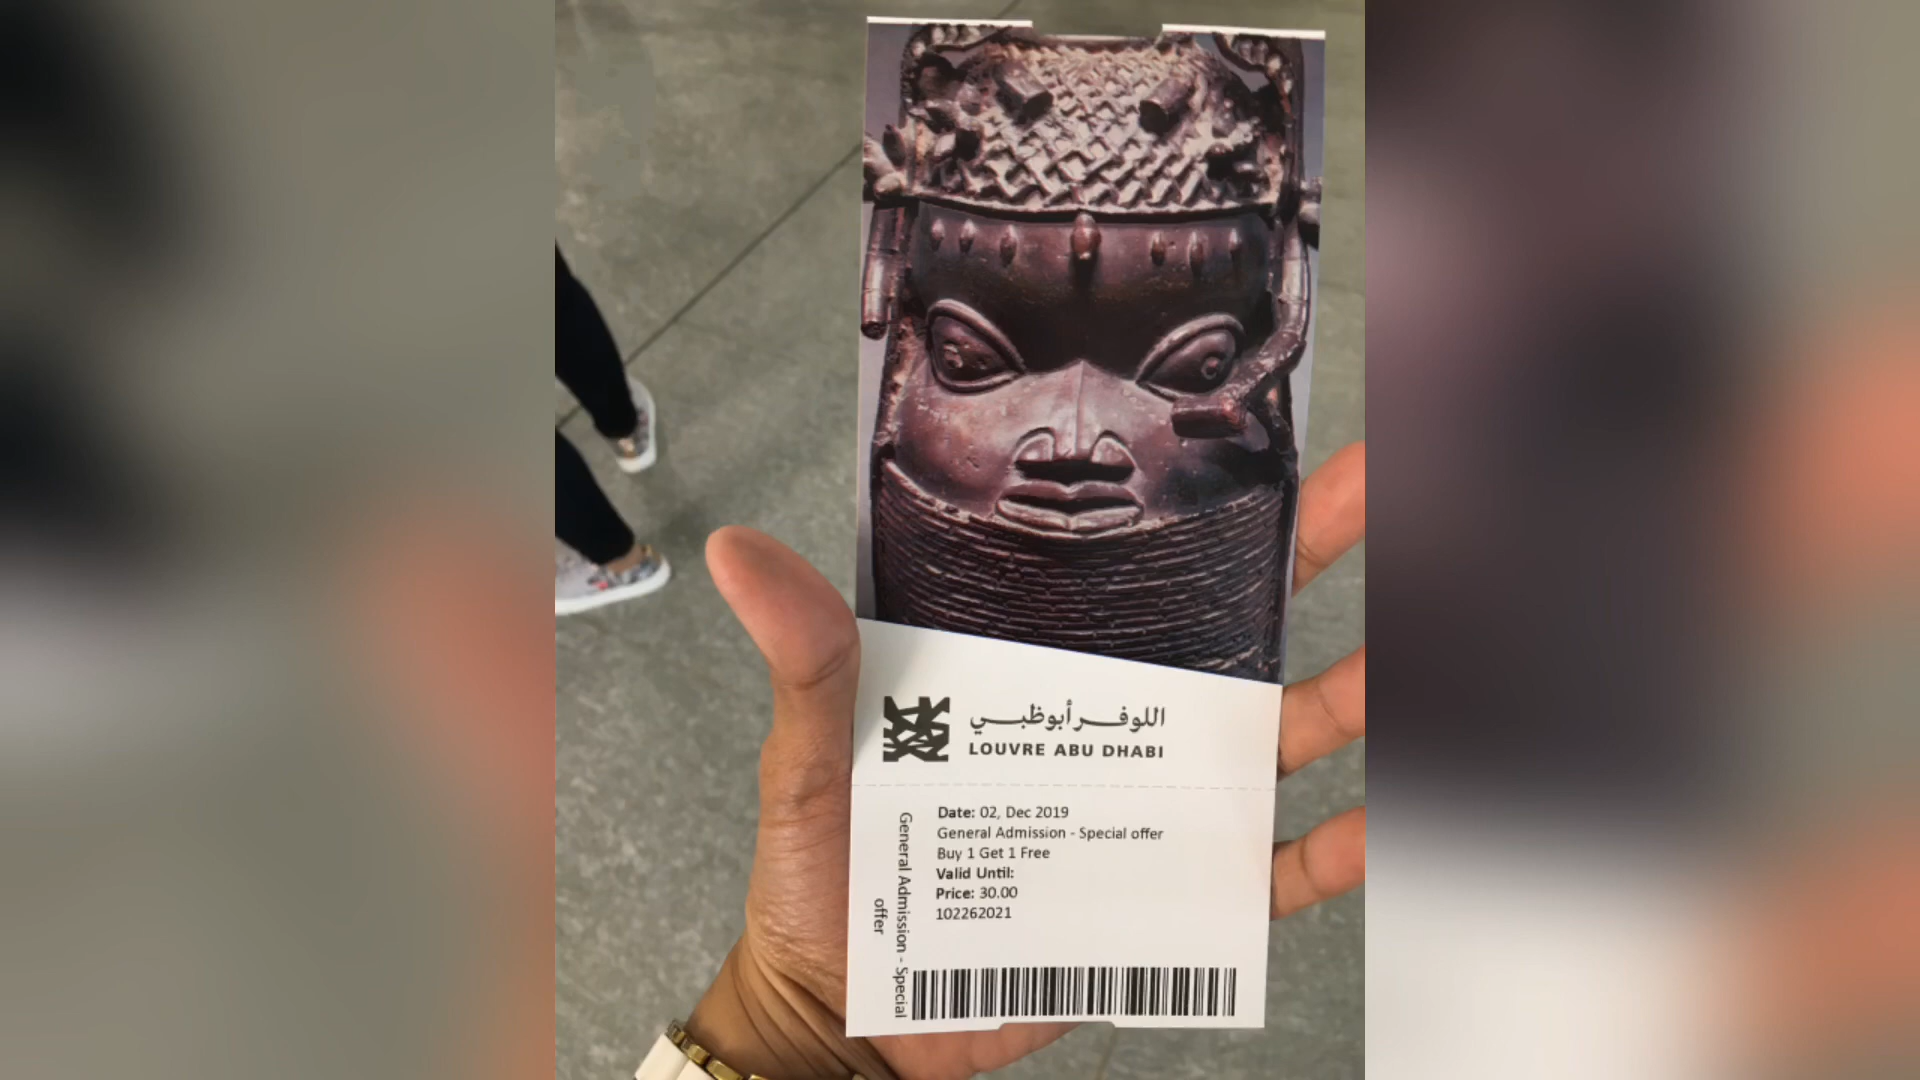 اللوفر أبوظبي
LOUVRE ABU DHABI
Date: 02, Dec 2019
General Admission - Special offer
Buy 1 Get 1 Free
Valid Until:
Price: 30.00
102262021
General Admission - Special
offer